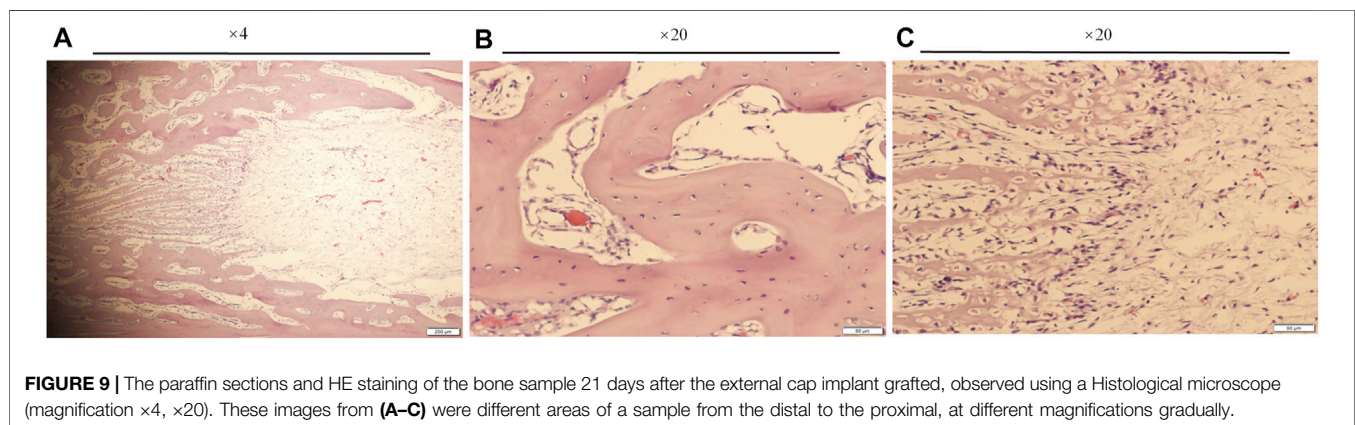 A ×4 B ×20 C ×20
200 μm 50 μm 50 μm
FIGURE 9 | The paraffin sections and HE staining of the bone sample 21 days after the external cap implant grafted, observed using a Histological microscope
(magnification ×4, ×20). These images from (A–C) were different areas of a sample from the distal to the proximal, at different magnifications gradually.